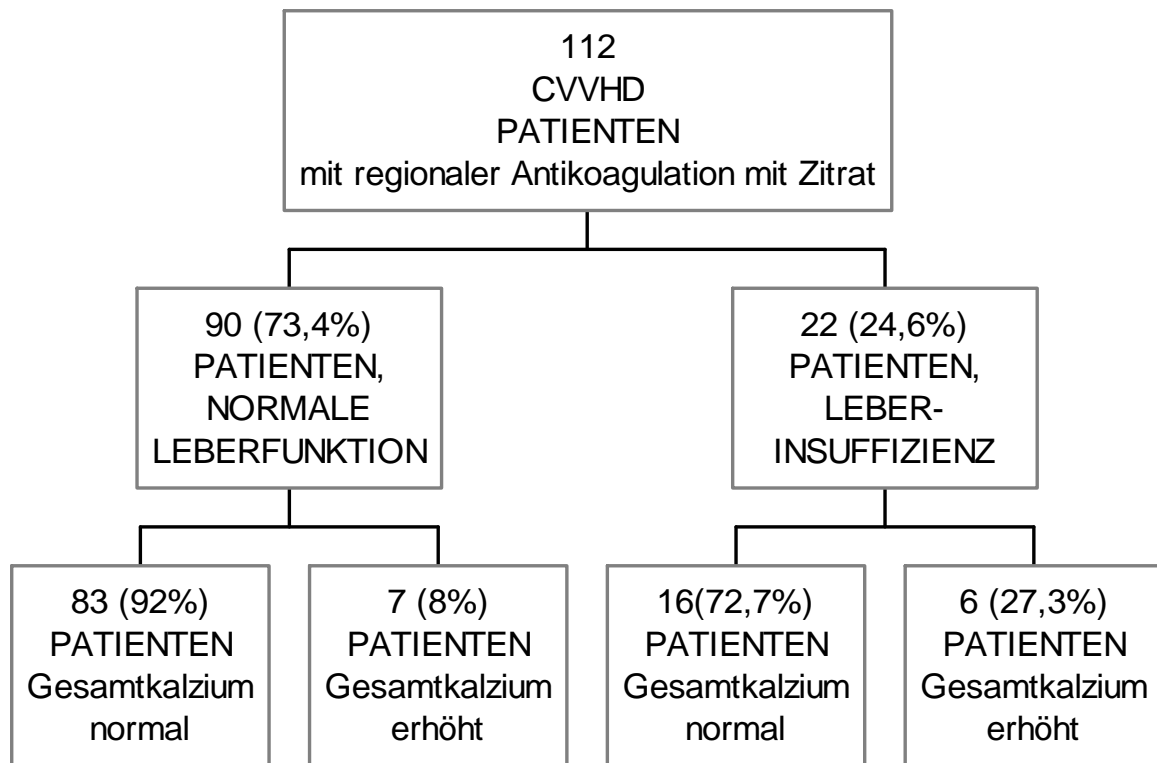 112
CVVHD
PATIENTEN
mit regionaler Antikoagulation mit Zitrat
90 (73,4%)
PATIENTEN,
NORMALE
LEBERFUNKTION
22 (24,6%)
PATIENTEN,
LEBER-
INSUFFIZIENZ
83 (92%)
PATIENTEN
Gesamtkalzium
normal
7 (8%)
PATIENTEN
Gesamtkalzium
erhöht
16(72,7%)
PATIENTEN
Gesamtkalzium
normal
6 (27,3%)
PATIENTEN
Gesamtkalzium
erhöht